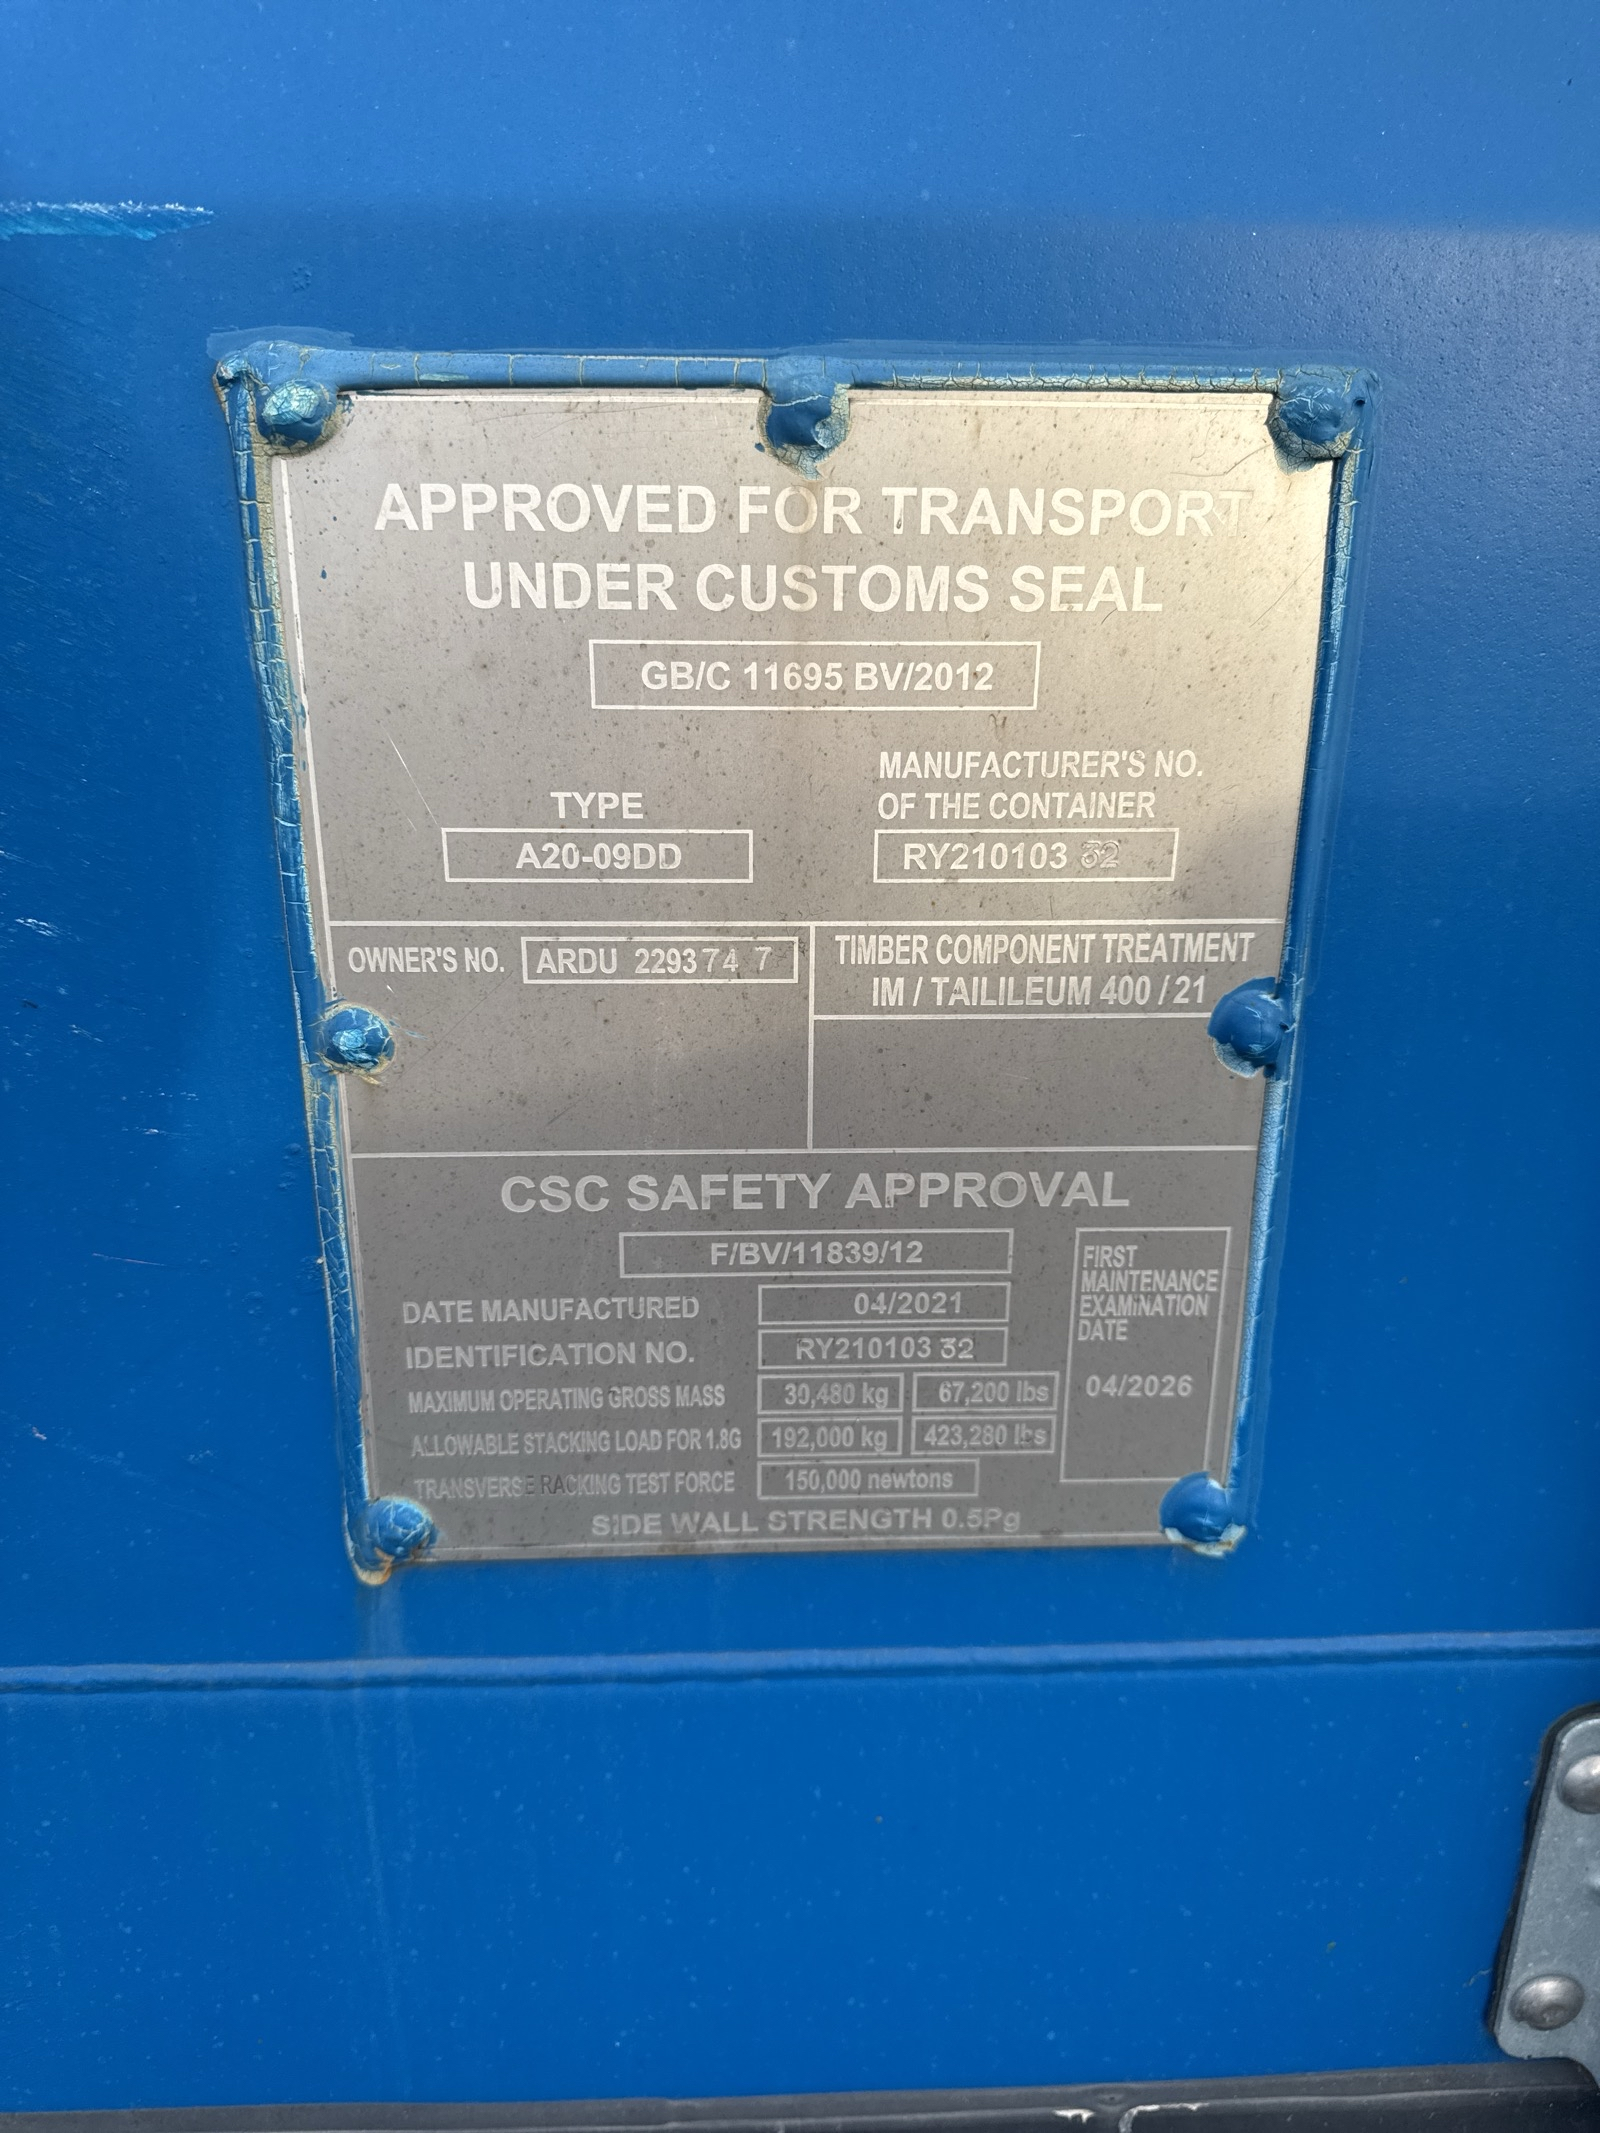 APPROVED FOR TRANSPORT
UNDER CUSTOMS SEAL
GB/C 11695 BV/2012
TYPE
A20-09DD
MANUFACTURER'S NO.
OF THE CONTAINER
RY210103 32
OWNER'S NO. ARDU 229374 7
TIMBER COMPONENT TREATMENT
IM / TAILILEUM 400 / 21
CSC SAFETY APPROVAL
F/BV/11839/12
DATE MANUFACTURED 04/2021
IDENTIFICATION NO. RY210103 32
MAXIMUM OPERATING GROSS MASS 30,480 kg 67,200 lbs
ALLOWABLE STACKING LOAD FOR 1.8G 192,000 kg 423,280 lbs
TRANSVERSE RACKING TEST FORCE 150,000 newtons
SIDE WALL STRENGTH 0.5Pg
FIRST
MAINTENANCE
EXAMINATION
DATE
04/2026